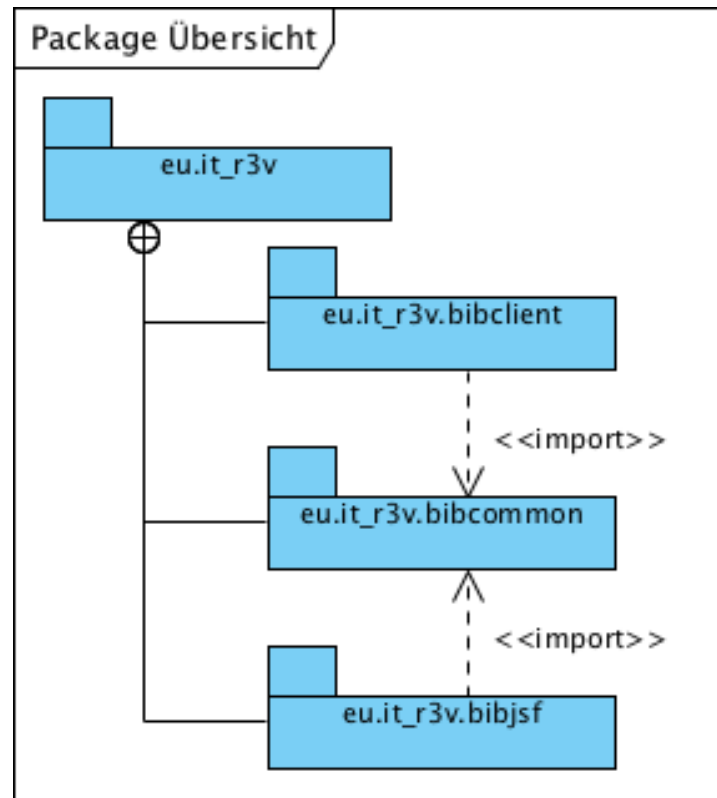 Package Übersicht
eu.it_r3v
eu.it_r3v.bibclient
<<import>>
eu.it_r3v.bibcommon
<<import>>
eu.it_r3v.bibjsf